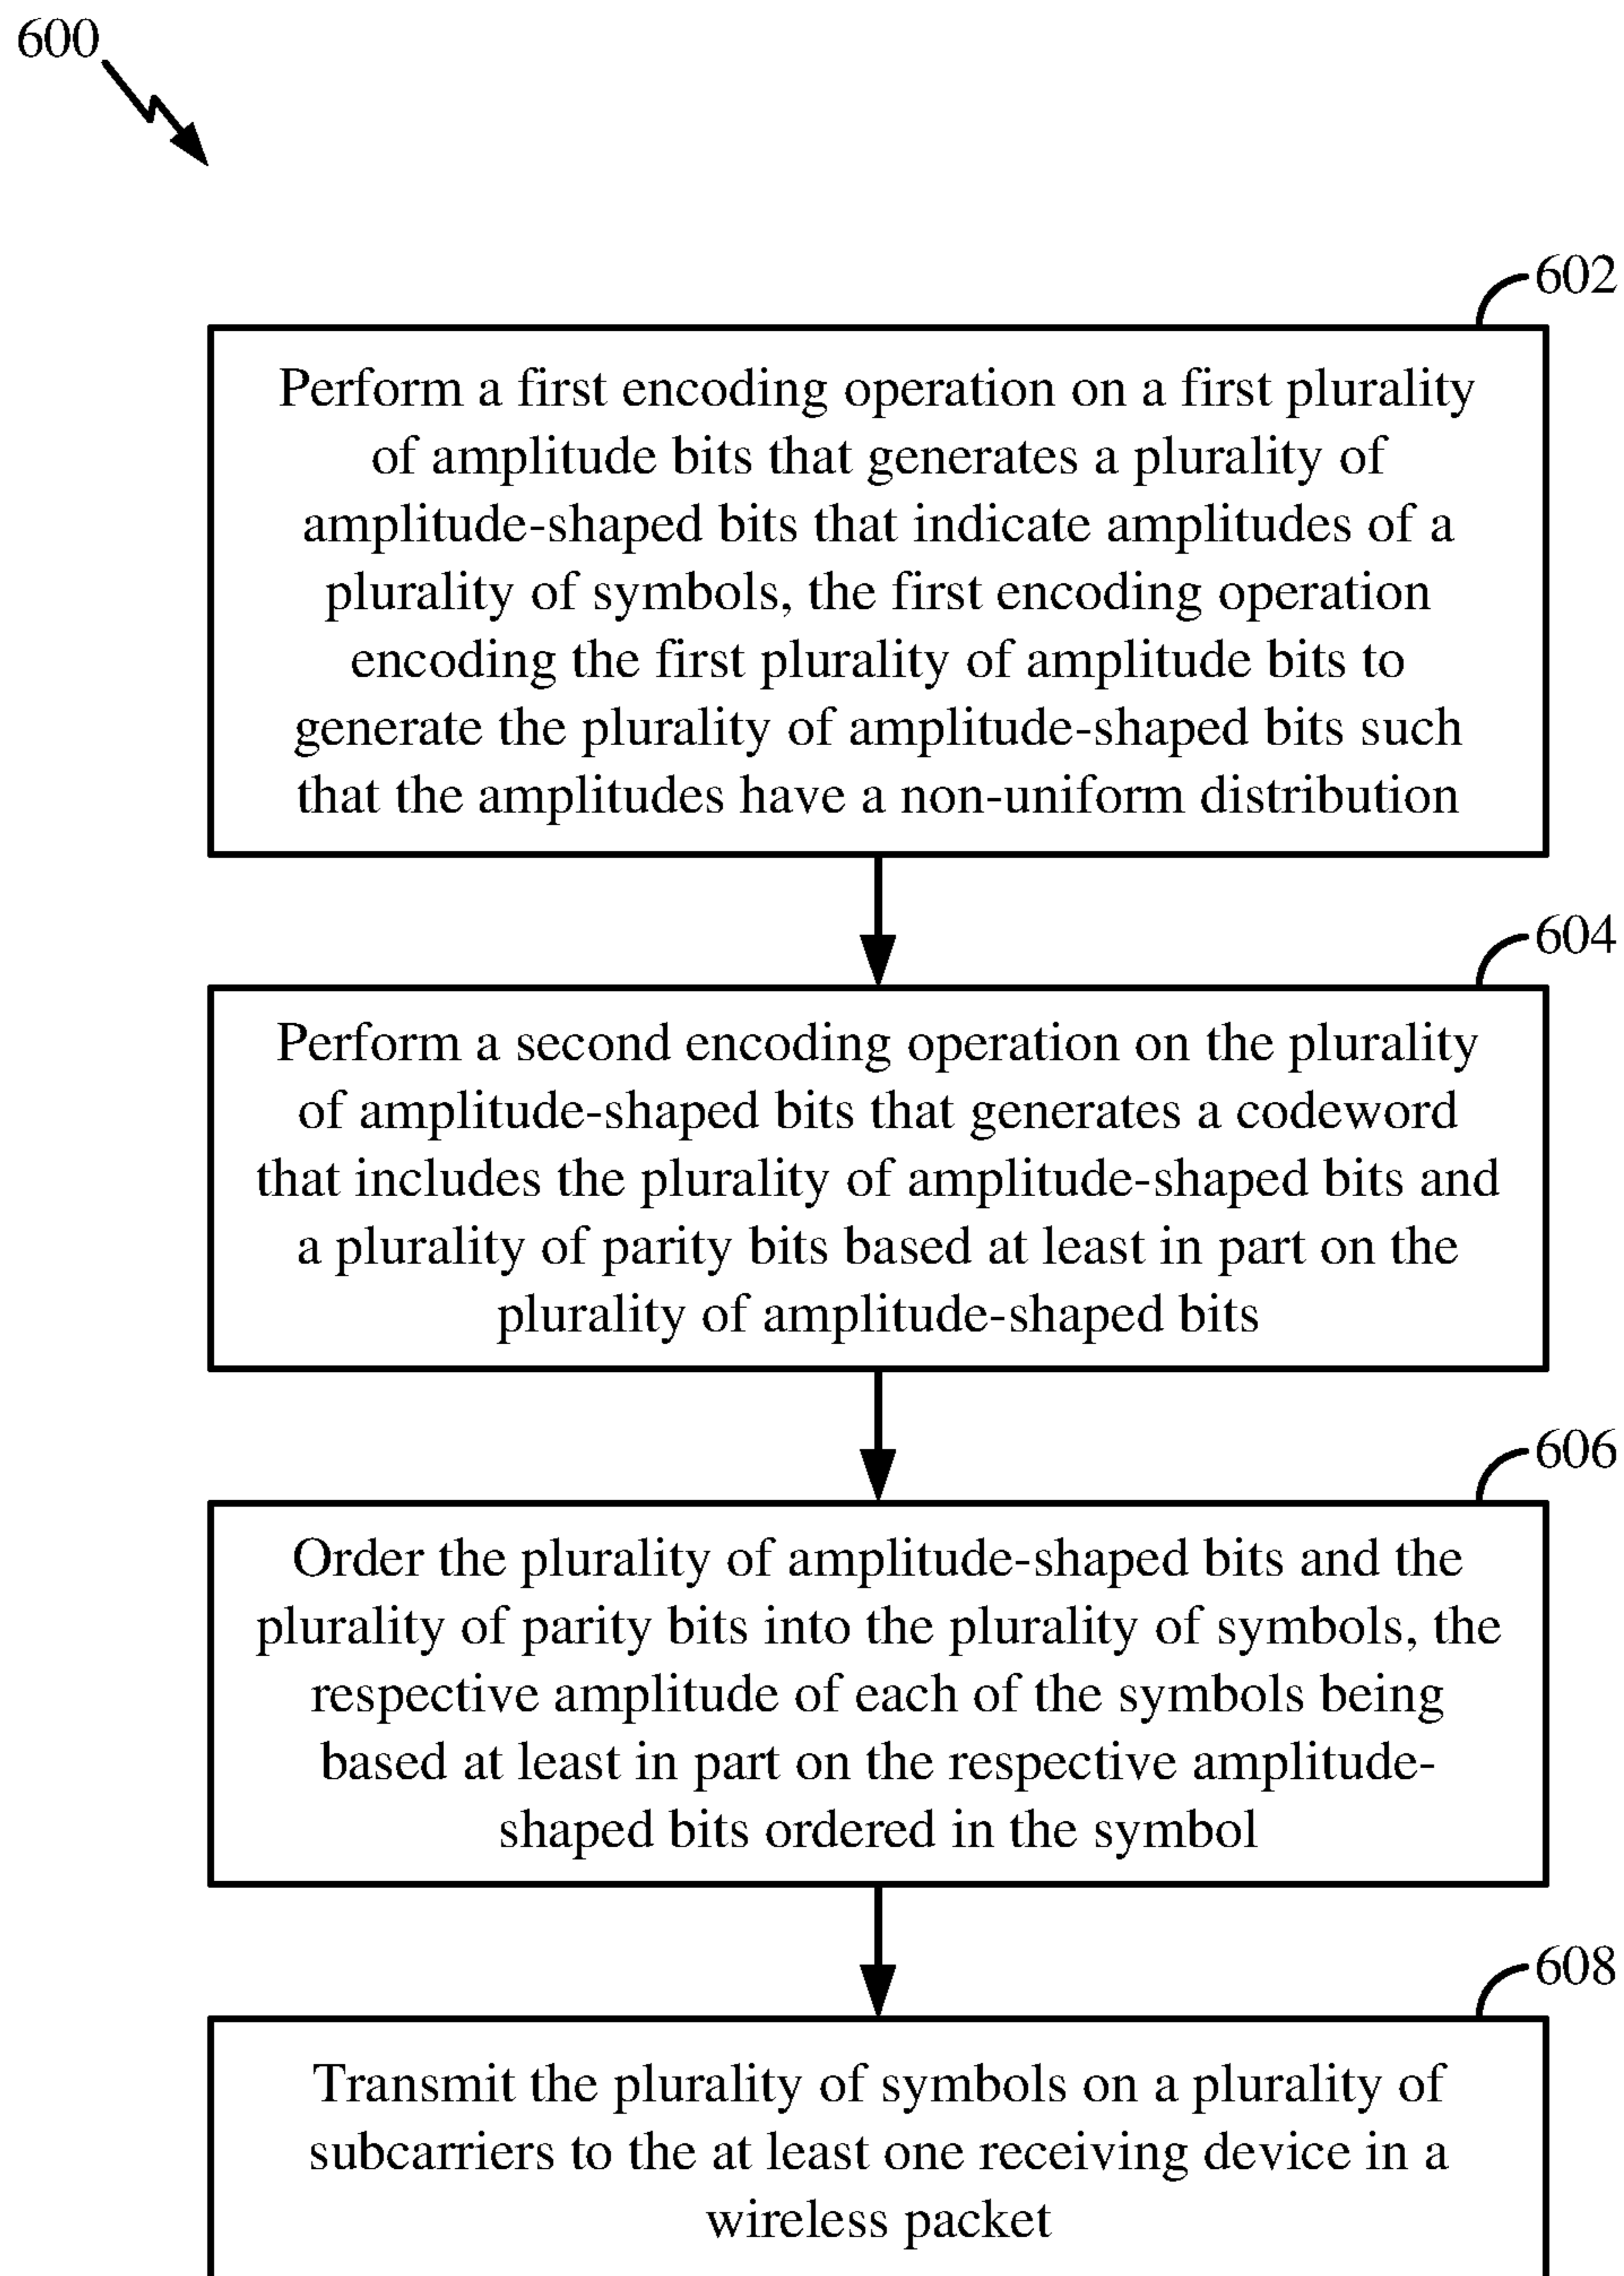 600
602
Perform a first encoding operation on a first plurality
of amplitude bits that generates a plurality of
amplitude-shaped bits that indicate amplitudes of a
plurality of symbols, the first encoding operation
encoding the first plurality of amplitude bits to
generate the plurality of amplitude-shaped bits such
that the amplitudes have a non-uniform distribution
604
Perform a second encoding operation on the plurality
of amplitude-shaped bits that generates a codeword
that includes the plurality of amplitude-shaped bits and
a plurality of parity bits based at least in part on the
plurality of amplitude-shaped bits
606
Order the plurality of amplitude-shaped bits and the
plurality of parity bits into the plurality of symbols, the
respective amplitude of each of the symbols being
based at least in part on the respective amplitude-
shaped bits ordered in the symbol
608
Transmit the plurality of symbols on a plurality of
subcarriers to the at least one receiving device in a
wireless packet